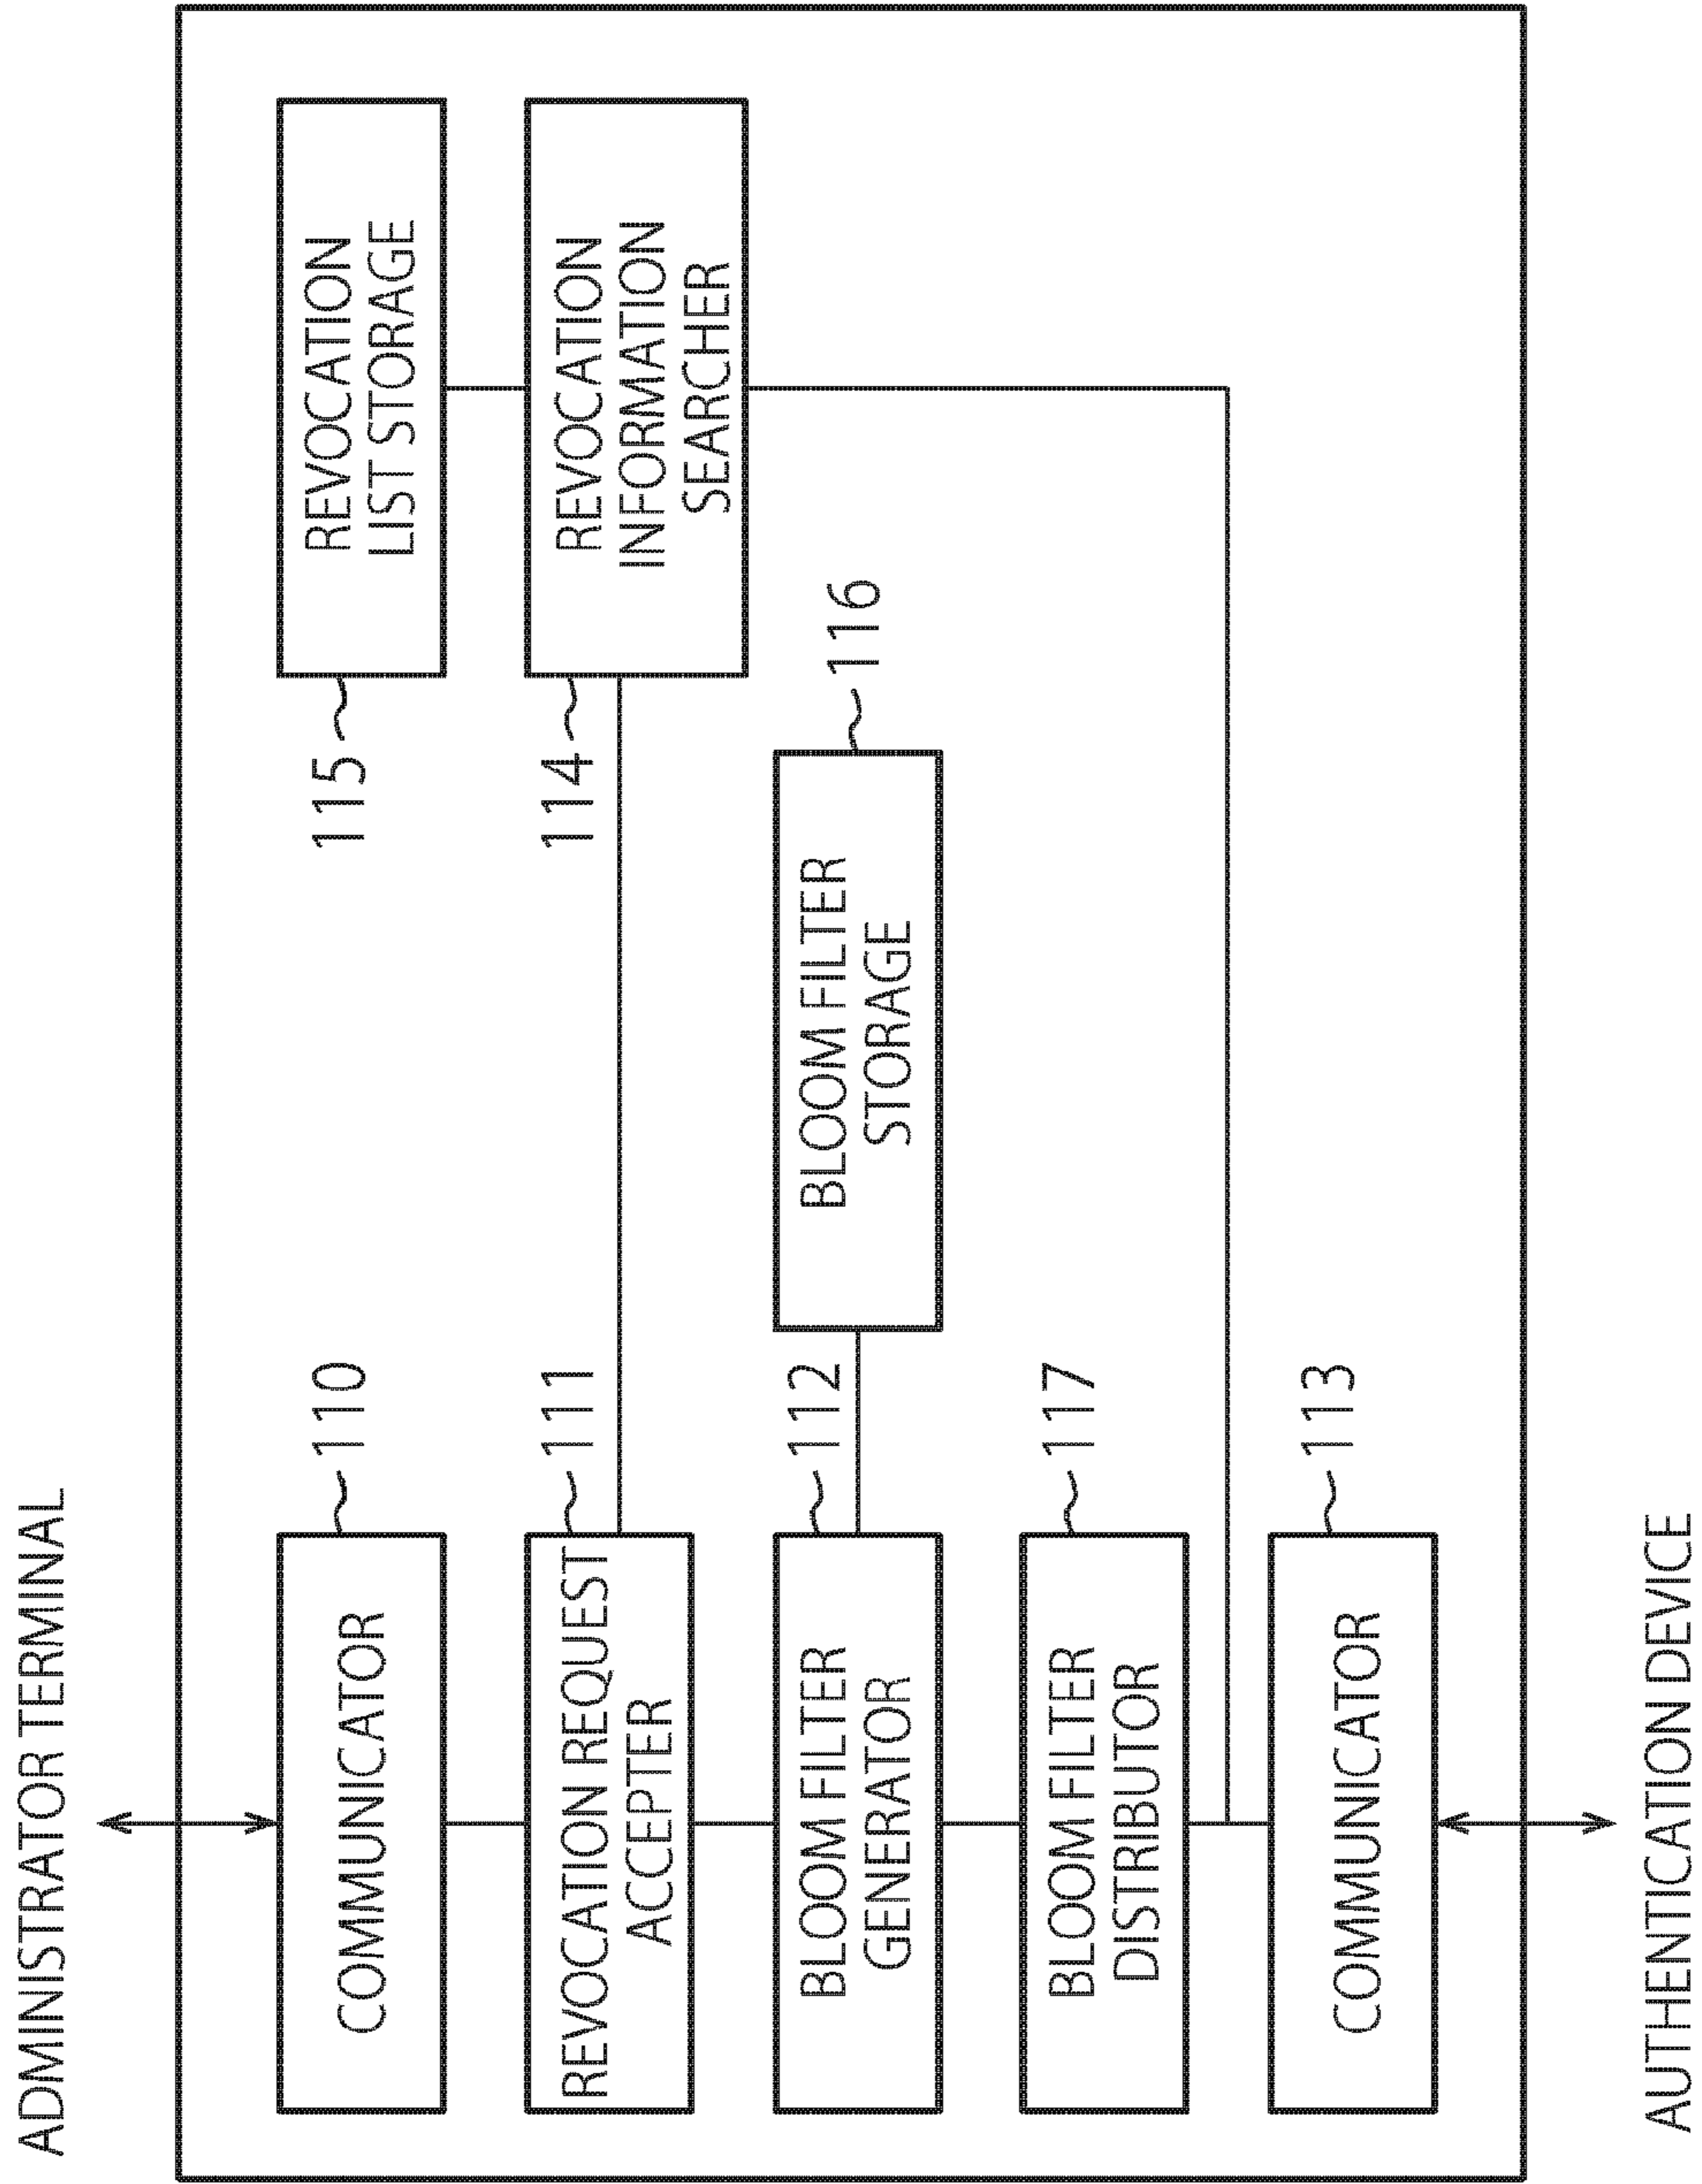 ADMINISTRATOR TERMINAL
110
COMMUNICATOR
115
REVOCATION
LIST STORAGE
111
REVOCATION REQUEST
ACCEPTER
114
REVOCATION
INFORMATION
SEARCHER
112
BLOOM FILTER
GENERATOR
116
BLOOM FILTER
STORAGE
117
BLOOM FILTER
DISTRIBUTOR
113
COMMUNICATOR
AUTHENTICATION DEVICE